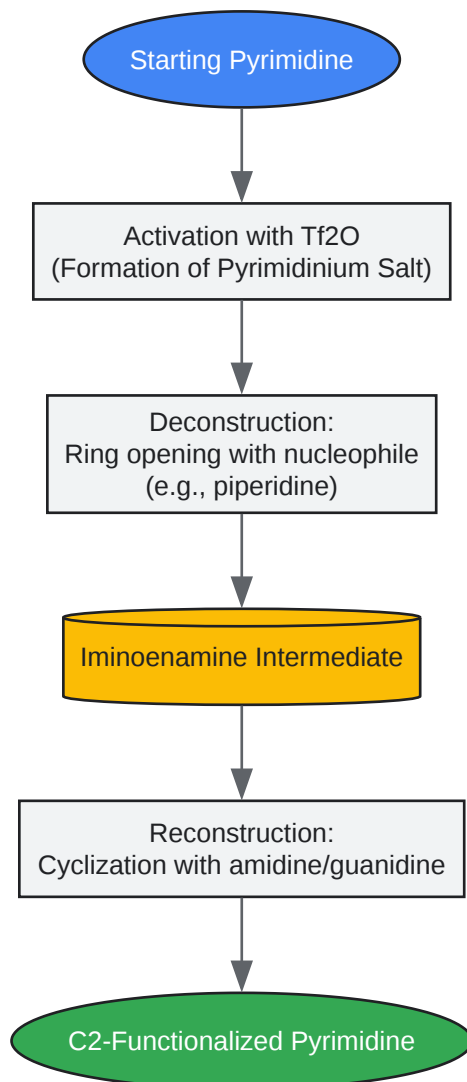 Starting Pyrimidine
Activation with Tf2O
(Formation of Pyrimidinium Salt)
Deconstruction:
Ring opening with nucleophile
(e.g., piperidine)
Iminoenamine Intermediate
Reconstruction:
Cyclization with amidine/guanidine
C2-Functionalized Pyrimidine